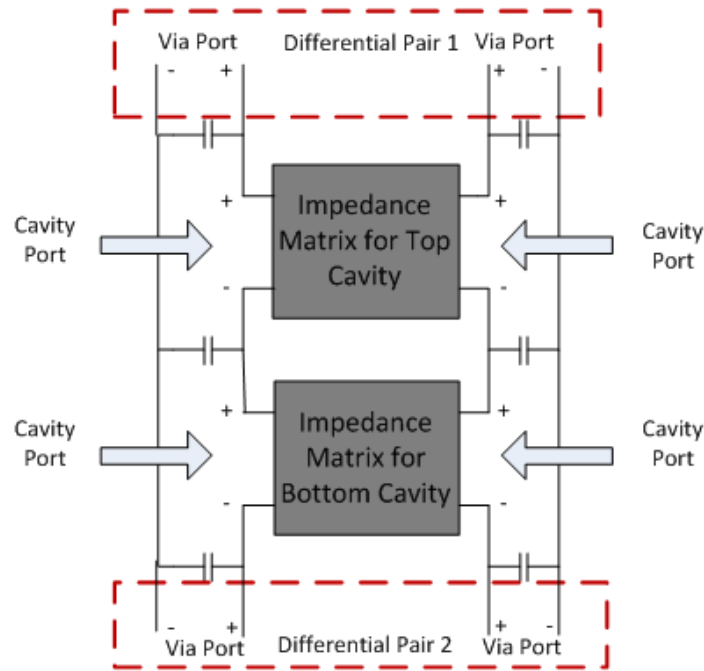 Via Port Differential Pair 1 Via Port
- + + -
+ +
Cavity
Port
Impedance
Matrix for Top
Cavity
Cavity
Port
- -
+ +
Cavity
Port
Impedance
Matrix for
Bottom Cavity
Cavity
Port
- -
- + + -
Via Port Differential Pair 2 Via Port